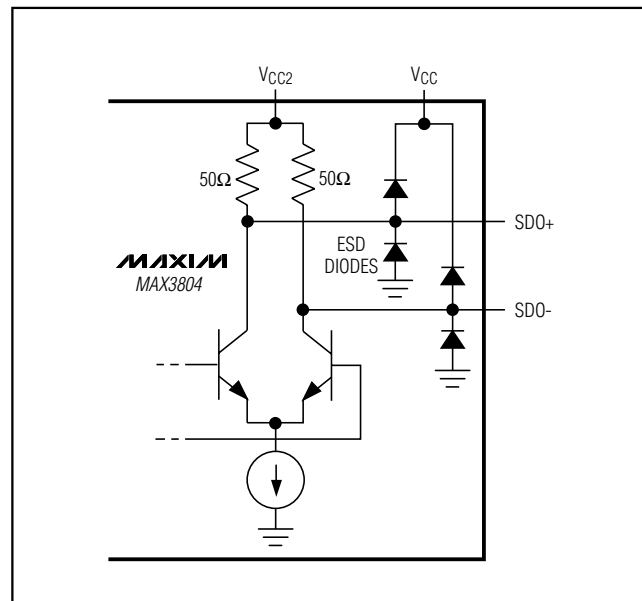 VCC2
VCC
50Ω
50Ω
SDO+
ESD
DIODES
MAXIM
MAX3804
SDO-